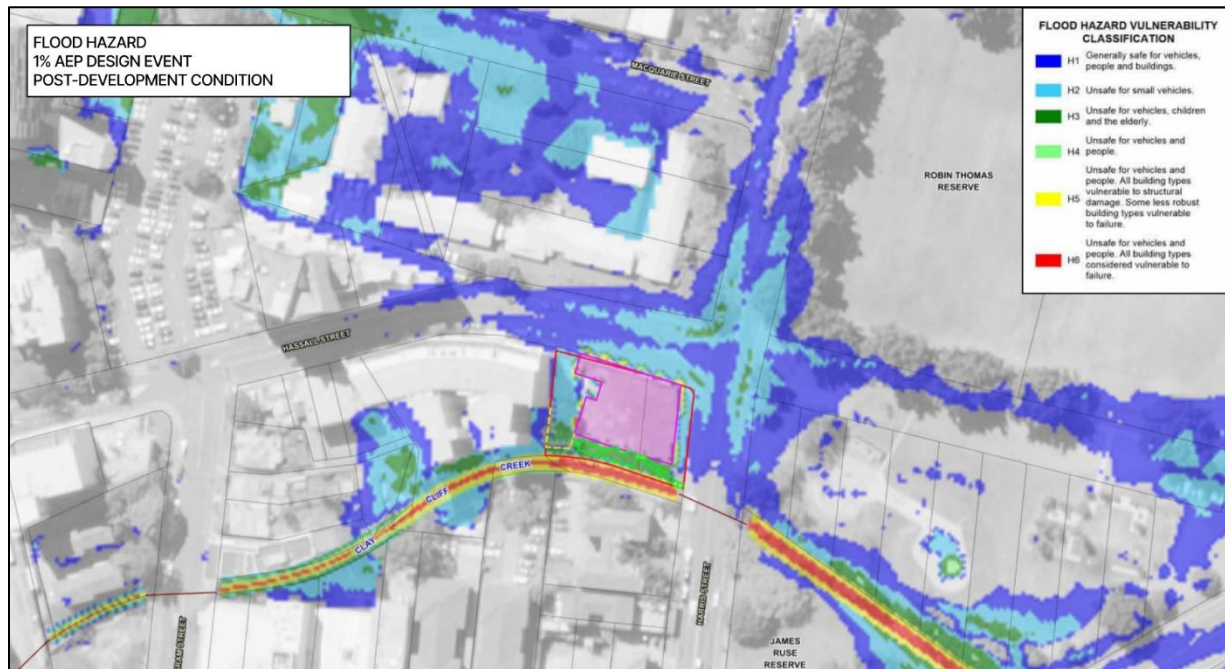 FLOOD HAZARD
1% AEP DESIGN EVENT
POST-DEVELOPMENT CONDITION
FLOOD HAZARD VULNERABILITY
CLASSIFICATION
H1 Generally safe for vehicles,
people and buildings.
H2 Unsafe for small vehicles.
H3 Unsafe for vehicles, children
and the elderly.
H4 Unsafe for vehicles and
people.
H5 Unsafe for vehicles and
people. All building types
vulnerable to structural
damage. Some less robust
building types vulnerable
to failure.
H6 Unsafe for vehicles and
people. All building types
considered vulnerable to
failure.
MACQUARIE STREET
ROBIN THOMAS
RESERVE
HASSALL STREET
CLAY CLIFF CREEK
HARRIS STREET
RAM STREET
JAMES
RUSE
RESERVE